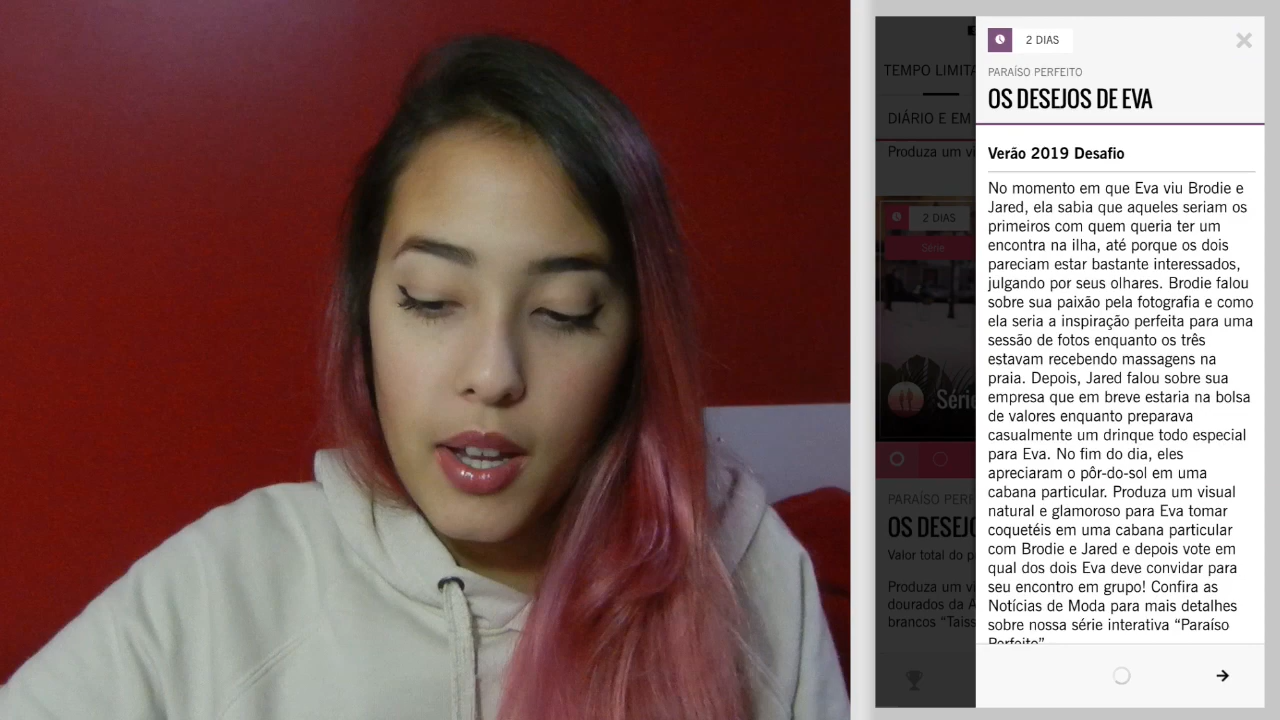 TEMPO LIMITA
DIÁRIO E EM
Produza um vi
2 DIAS
Série
Série
PARAÍSO PERF
OS DESEJO
Valor total do p
Produza um vi
dourados da A
brancos “Taiss
2 DIAS
PARAÍSO PERFEITO
OS DESEJOS DE EVA
Verão 2019 Desafio
No momento em que Eva viu Brodie e
Jared, ela sabia que aqueles seriam os
primeiros com quem queria ter um
encontra na ilha, até porque os dois
pareciam estar bastante interessados,
julgando por seus olhares. Brodie falou
sobre sua paixão pela fotografia e como
ela seria a inspiração perfeita para uma
sessão de fotos enquanto os três
estavam recebendo massagens na
praia. Depois, Jared falou sobre sua
empresa que em breve estaria na bolsa
de valores enquanto preparava
casualmente um drinque todo especial
para Eva. No fim do dia, eles
apreciaram o pôr-do-sol em uma
cabana particular. Produza um visual
natural e glamoroso para Eva tomar
coquetéis em uma cabana particular
com Brodie e Jared e depois vote em
qual dos dois Eva deve convidar para
seu encontro em grupo! Confira as
Notícias de Moda para mais detalhes
sobre nossa série interativa “Paraíso
Perfeito”